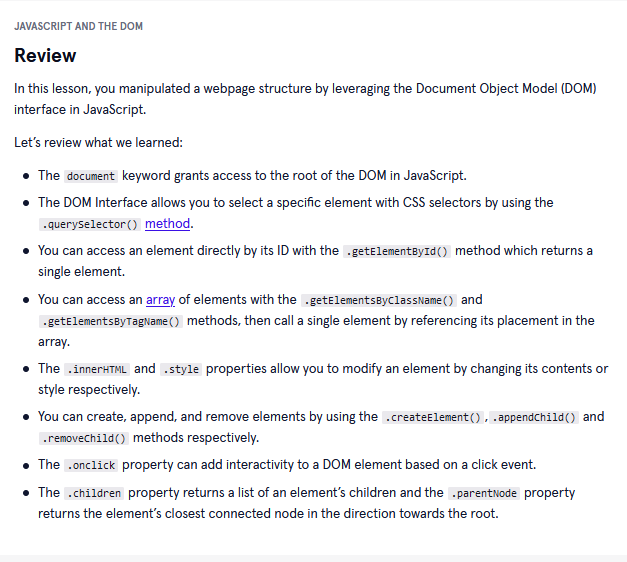 JAVASCRIPT AND THE DOM
Review
In this lesson, you manipulated a webpage structure by leveraging the Document Object Model (DOM)
interface in JavaScript.
Let's review what we learned:
• The document keyword grants access to the root of the DOM in JavaScript.
• The DOM Interface allows you to select a specific element with CSS selectors by using the
.querySelector() method.
• You can access an element directly by its ID with the .getElementById() method which returns a
single element.
• You can access an array of elements with the .getElementsByClassName() and
.getElementsByTagName() methods, then call a single element by referencing its placement in the
array.
• The .innerHTML and .style properties allow you to modify an element by changing its contents or
style respectively.
• You can create, append, and remove elements by using the .createElement(), .appendChild() and
.removeChild() methods respectively.
• The .onclick property can add interactivity to a DOM element based on a click event.
• The .children property returns a list of an element's children and the .parentNode property
returns the element's closest connected node in the direction towards the root.